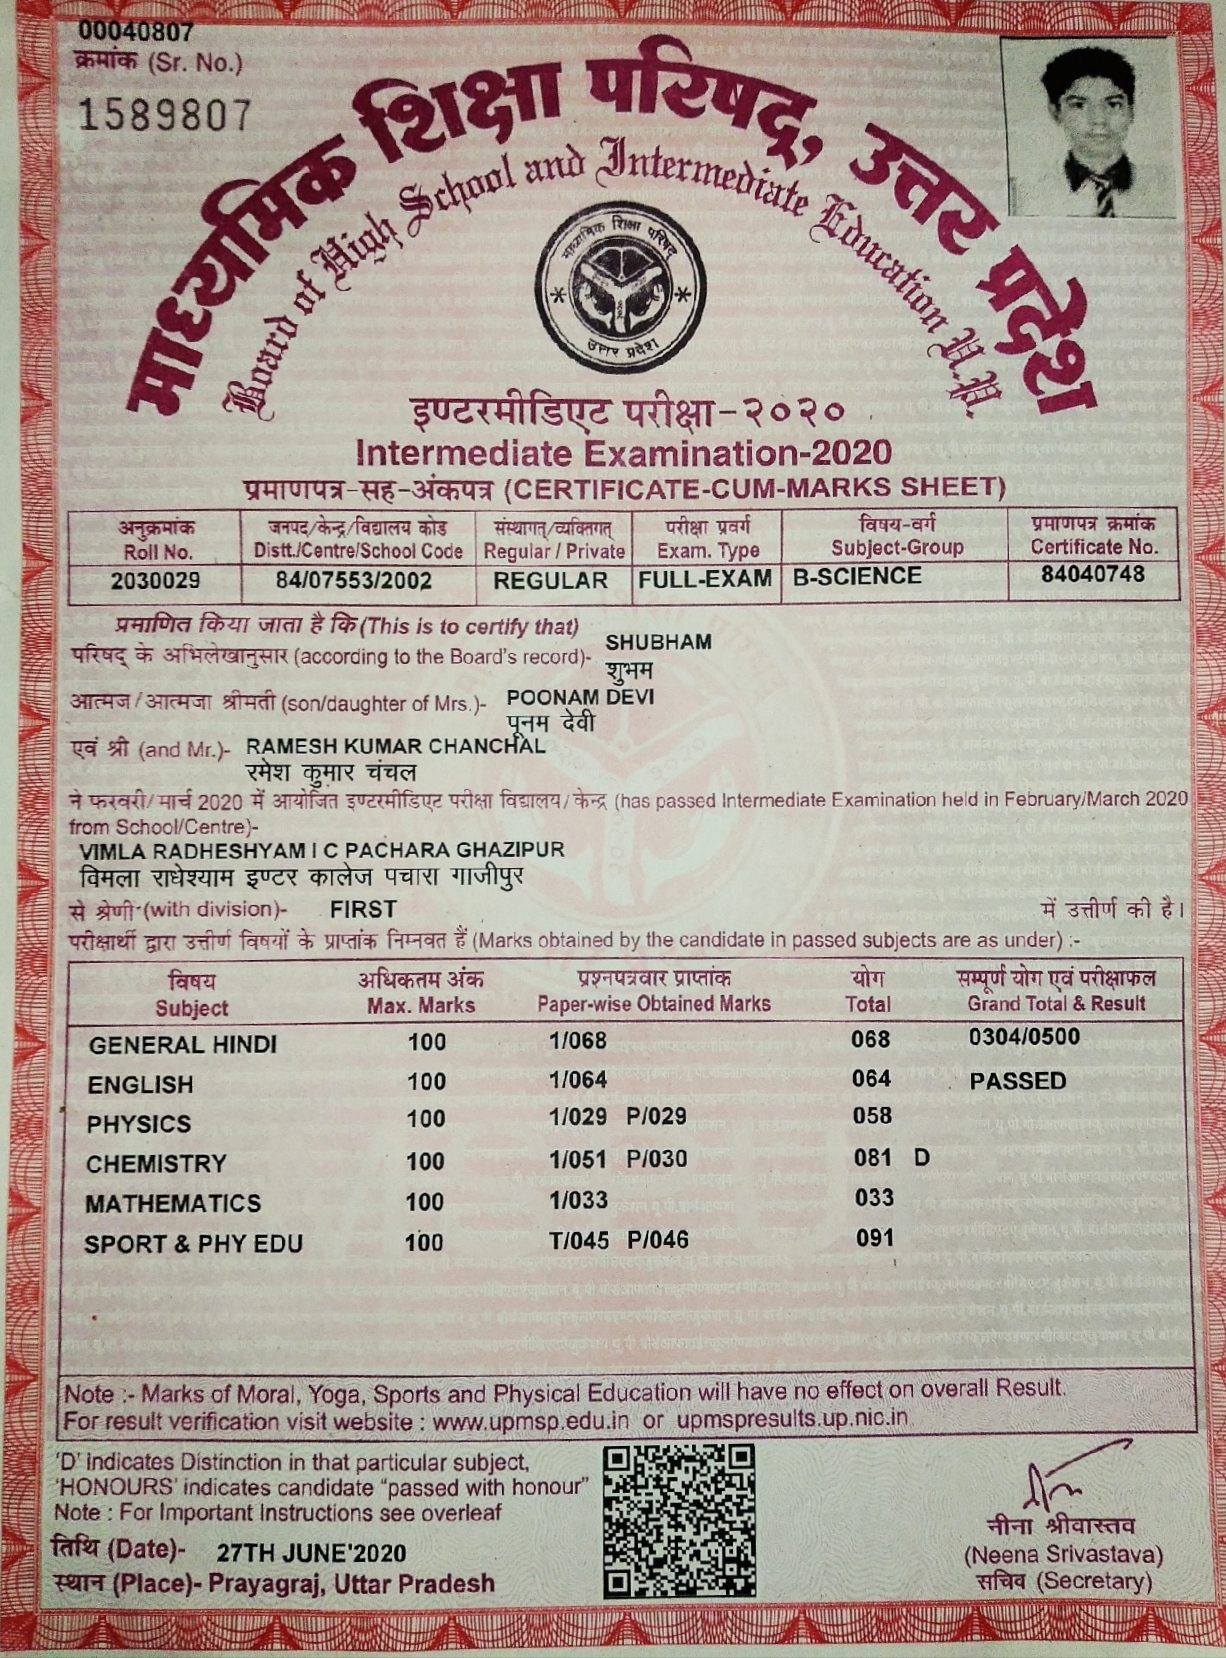 00040807
क्रमांक (Sr. No.)
1589807
माध्यमिक शिक्षा परिषद्, उत्तर प्रदेश
Board of High School and Intermediate Education U.P.
माध्यमिक शिक्षा परिषद्
उत्तर प्रदेश
इण्टरमीडिएट परीक्षा-२०२०
Intermediate Examination-2020
प्रमाणपत्र-सह-अंकपत्र (CERTIFICATE-CUM-MARKS SHEET)
अनुक्रमांक जनपद/केन्द्र/विद्यालय कोड संस्थागत्/व्यक्तिगत् परीक्षा प्रवर्ग विषय-वर्ग प्रमाणपत्र क्रमांक
Roll No. Distt./Centre/School Code Regular / Private Exam. Type Subject-Group Certificate No.
2030029 84/07553/2002 REGULAR FULL-EXAM B-SCIENCE 84040748
प्रमाणित किया जाता है कि (This is to certify that)
परिषद् के अभिलेखानुसार (according to the Board's record)- SHUBHAM
शुभम
आत्मज/आत्मजा श्रीमती (son/daughter of Mrs.)- POONAM DEVI
पूनम देवी
एवं श्री (and Mr.)- RAMESH KUMAR CHANCHAL
रमेश कुमार चंचल
ने फरवरी/मार्च 2020 में आयोजित इण्टरमीडिएट परीक्षा विद्यालय/केन्द्र (has passed Intermediate Examination held in February/March 2020
from School/Centre)-
VIMLA RADHESHYAM I C PACHARA GHAZIPUR
विमला राधेश्याम इण्टर कालेज पचारा गाजीपुर
से श्रेणी (with division)- FIRST में उत्तीर्ण की है।
परीक्षार्थी द्वारा उत्तीर्ण विषयों के प्राप्तांक निम्नवत हैं (Marks obtained by the candidate in passed subjects are as under) :-
विषय अधिकतम अंक प्रश्नपत्रवार प्राप्तांक योग सम्पूर्ण योग एवं परीक्षाफल
Subject Max. Marks Paper-wise Obtained Marks Total Grand Total & Result
GENERAL HINDI 100 1/068 068 0304/0500
ENGLISH 100 1/064 064 PASSED
PHYSICS 100 1/029 P/029 058
CHEMISTRY 100 1/051 P/030 081 D
MATHEMATICS 100 1/033 033
SPORT & PHY EDU 100 T/045 P/046 091
Note :- Marks of Moral, Yoga, Sports and Physical Education will have no effect on overall Result.
For result verification visit website : www.upmsp.edu.in or upmspresults.up.nic.in
'D' indicates Distinction in that particular subject,
'HONOURS' indicates candidate "passed with honour"
Note : For Important Instructions see overleaf
तिथि (Date)- 27TH JUNE'2020
स्थान (Place)- Prayagraj, Uttar Pradesh
नीना श्रीवास्तव
(Neena Srivastava)
सचिव (Secretary)